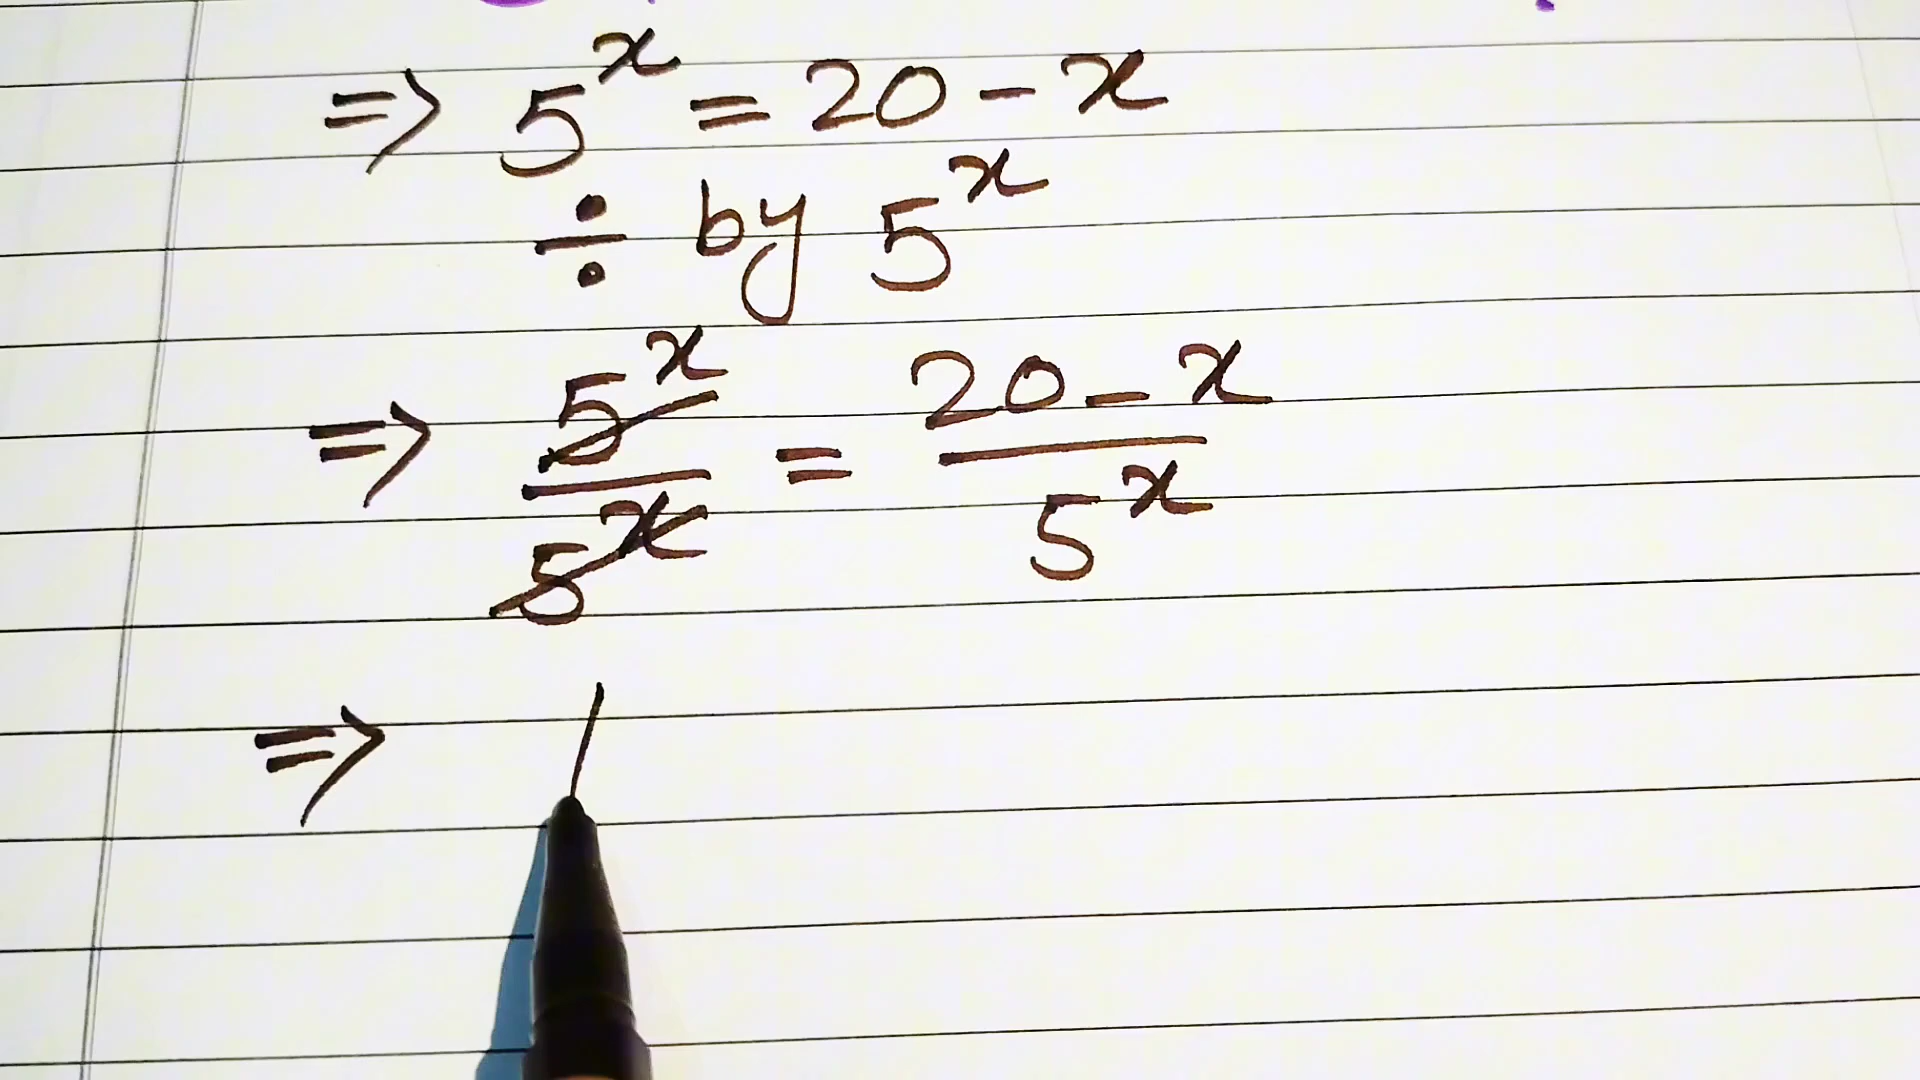 => 5^x = 20 - x
÷ by 5^x
=> 5^x/5^x = 20 - x/5^x
=> 1